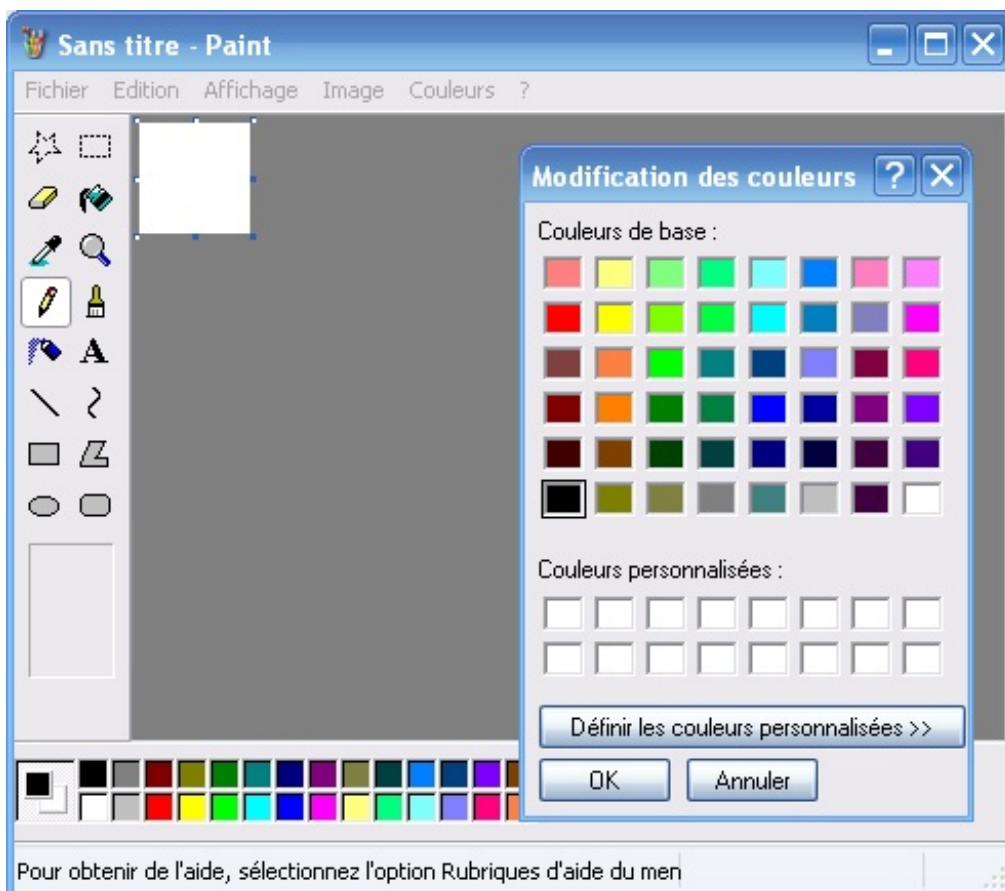 Sans titre - Paint
Fichier Edition Affichage Image Couleurs ?
A
Modification des couleurs ?
Couleurs de base :
Couleurs personnalisées :
Définir les couleurs personnalisées >>
OK Annuler
Pour obtenir de l'aide, sélectionnez l'option Rubriques d'aide du men